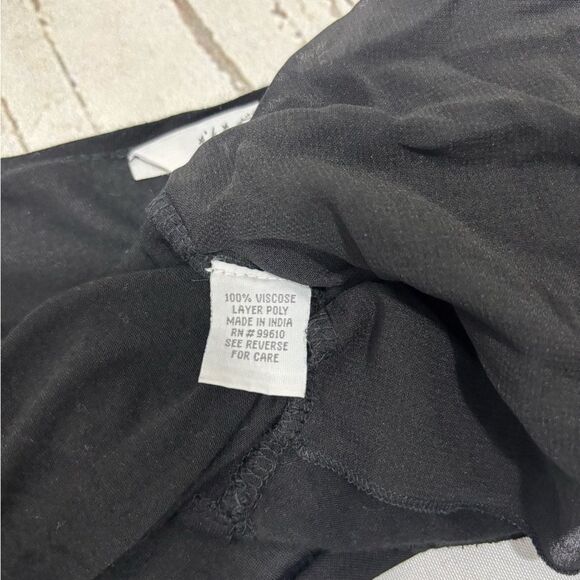 100% VISCOSE
LAYER POLY
MADE IN INDIA
RN # 99610
SEE REVERSE
FOR CARE